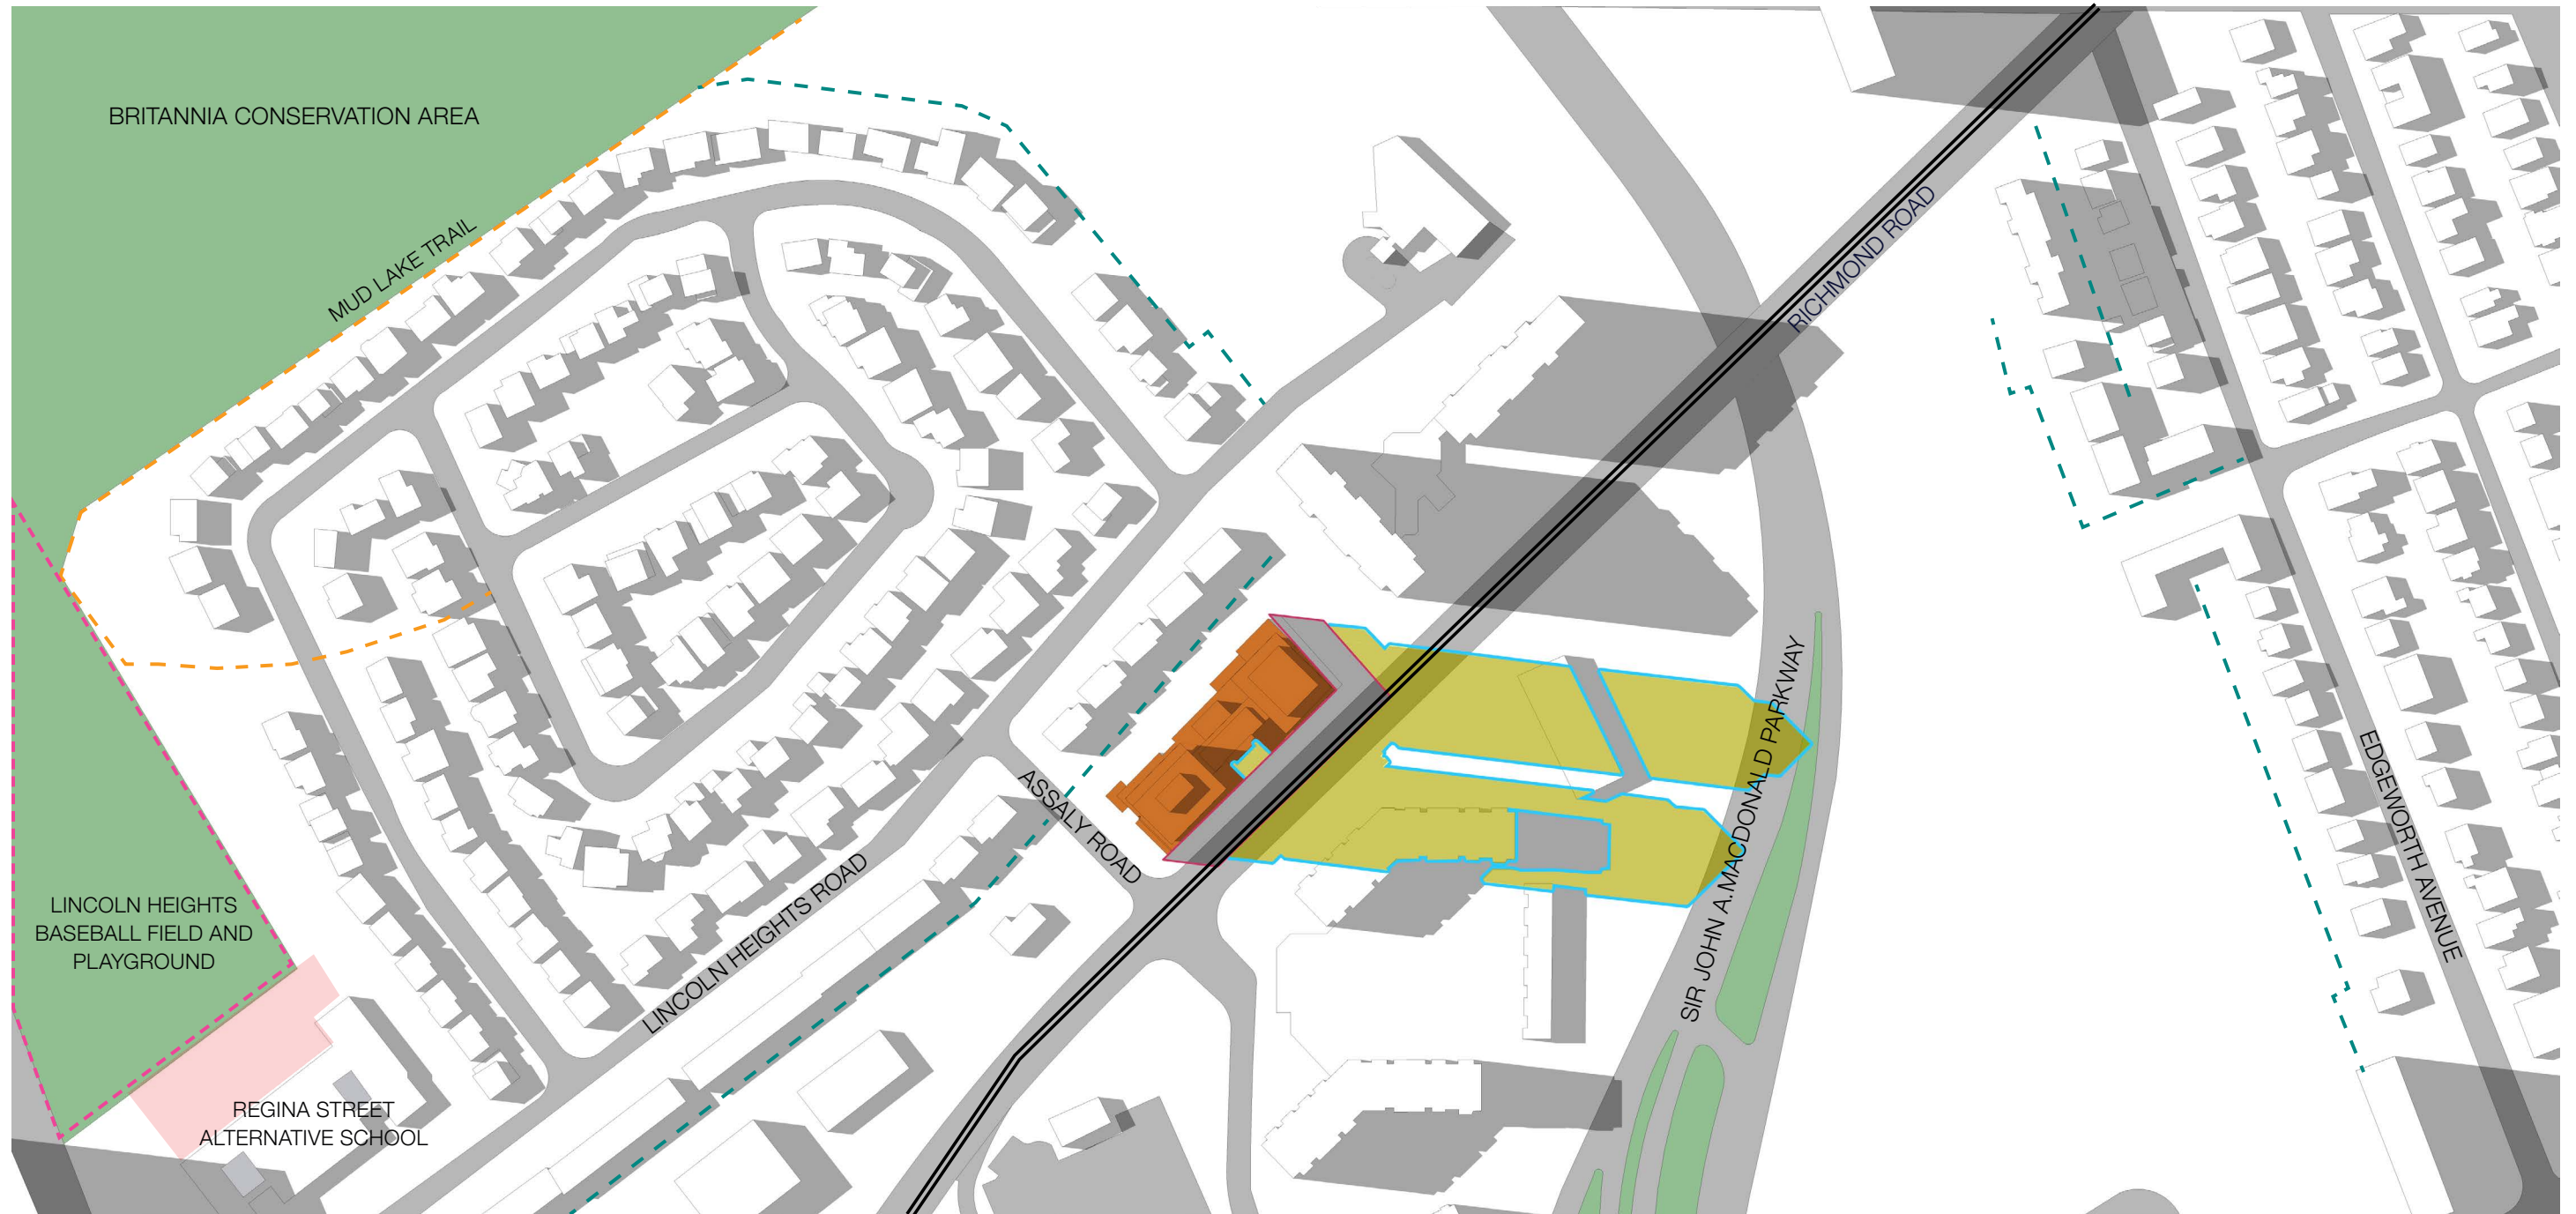 BRITANNIA CONSERVATION AREA
MUD LAKE TRAIL
RICHMOND ROAD
SIR JOHN A.MACDONALD PARKWAY
EDGEWORTH AVENUE
ASSALY ROAD
LINCOLN HEIGHTS ROAD
LINCOLN HEIGHTS
BASEBALL FIELD AND
PLAYGROUND
REGINA STREET
ALTERNATIVE SCHOOL